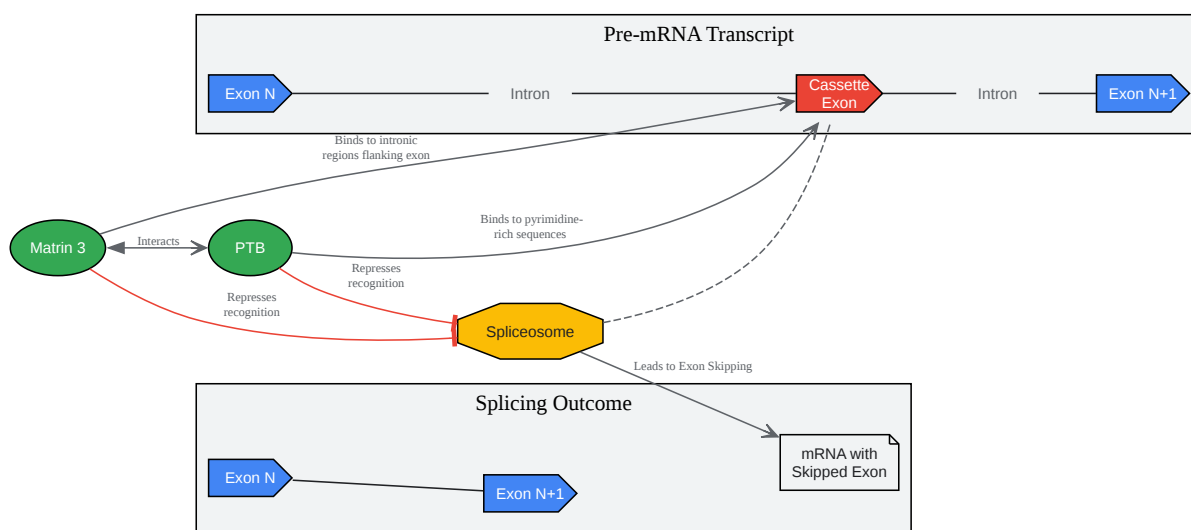 Pre-mRNA Transcript
Exon N
Intron
Cassette
Exon
Intron
Exon N+1
Binds to intronic
regions flanking exon
Binds to pyrimidine-
rich sequences
Matrin 3
Interacts
PTB
Represses
recognition
Represses
recognition
Spliceosome
Leads to Exon Skipping
Splicing Outcome
Exon N
Exon N+1
mRNA with
Skipped Exon